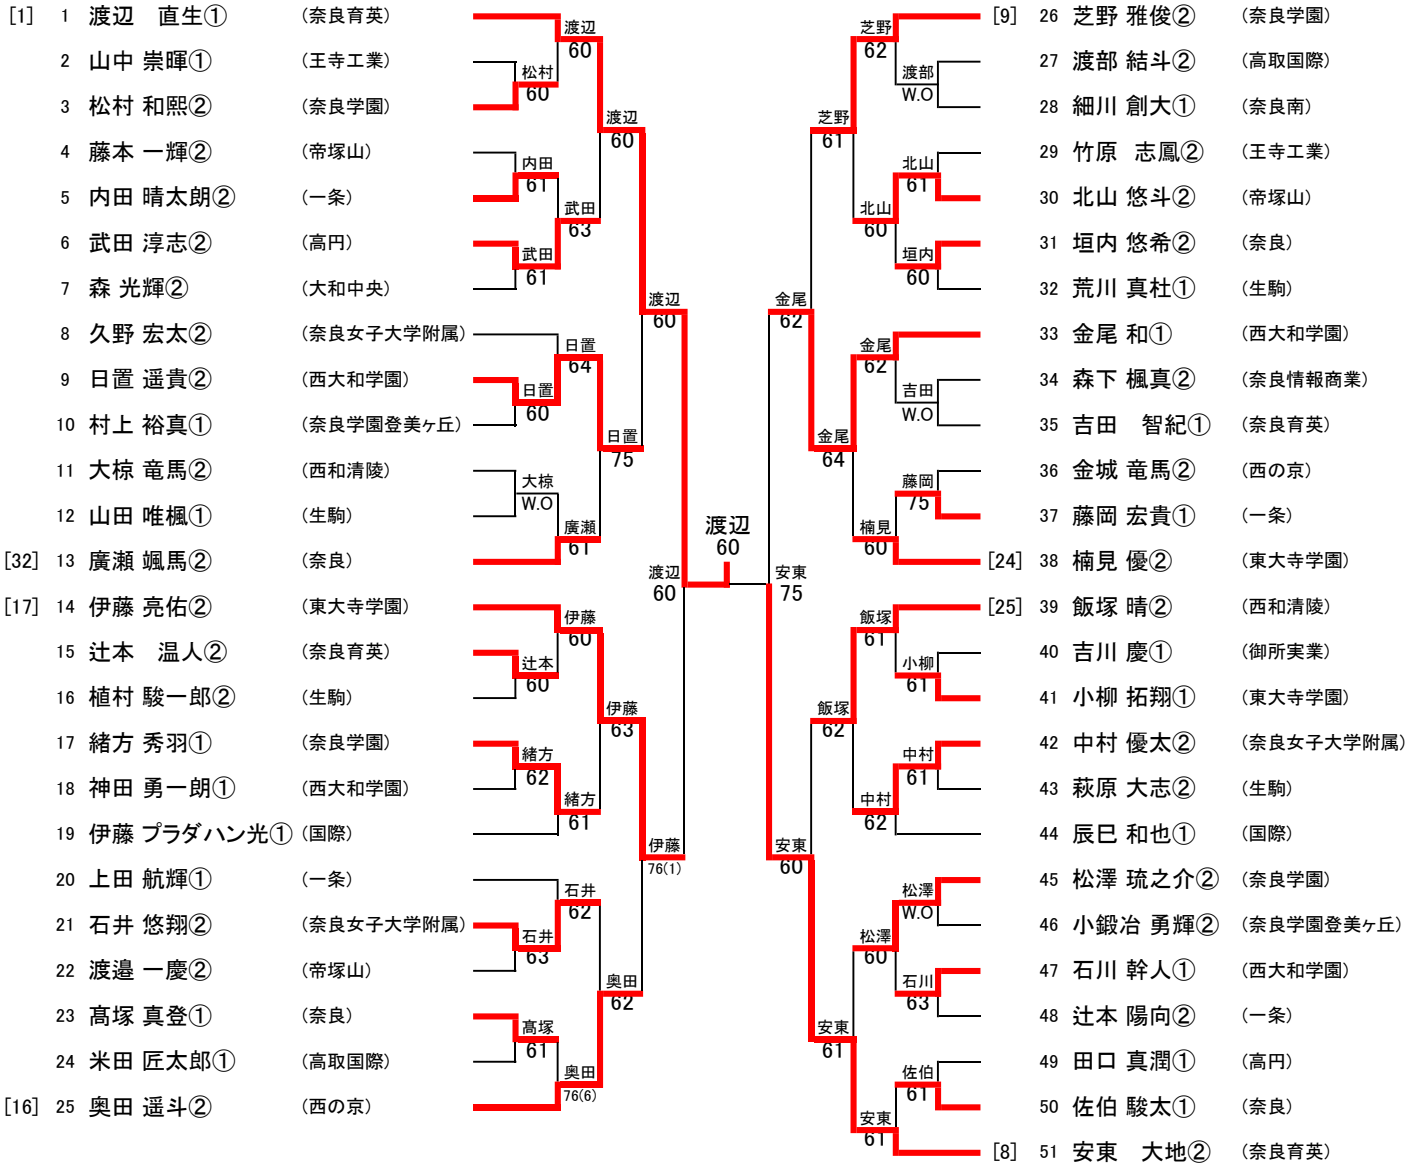 [1] 1 渡辺　直生① (奈良育英)
2 山中 崇暉① (王寺工業)
3 松村 和熙② (奈良学園)
4 藤本 一輝② (帝塚山)
5 内田 晴太朗② (一条)
6 武田 淳志② (高円)
7 森 光輝② (大和中央)
8 久野 宏太② (奈良女子大学附属)
9 日置 遥貴② (西大和学園)
10 村上 裕真① (奈良学園登美ヶ丘)
11 大椋 竜馬② (西和清陵)
12 山田 唯楓① (生駒)
[32] 13 廣瀬 颯馬② (奈良)
[17] 14 伊藤 亮佑② (東大寺学園)
15 辻本　温人② (奈良育英)
16 植村 駿一郎② (生駒)
17 緒方 秀羽① (奈良学園)
18 神田 勇一朗① (西大和学園)
19 伊藤 プラダハン光① (国際)
20 上田 航輝① (一条)
21 石井 悠翔② (奈良女子大学附属)
22 渡邉 一慶② (帝塚山)
23 髙塚 真登① (奈良)
24 米田 匠太郎① (高取国際)
[16] 25 奥田 遥斗② (西の京)
松村
60
内田
61
武田
61
日置
60
大椋
W.O
辻本
60
緒方
62
石井
63
髙塚
61
渡辺
60
武田
63
日置
64
廣瀬
61
伊藤
60
緒方
61
石井
62
奥田
76(6)
渡辺
60
日置
75
伊藤
63
奥田
62
渡辺
60
伊藤
76(1)
渡辺
60
渡辺
60
安東
75
金尾
62
安東
60
芝野
61
金尾
64
飯塚
62
安東
61
芝野
62
北山
60
金尾
62
楠見
60
飯塚
61
中村
62
松澤
60
安東
61
渡部
W.O
北山
61
垣内
60
吉田
W.O
藤岡
75
小柳
61
中村
61
松澤
W.O
石川
63
佐伯
61
[9] 26 芝野 雅俊② (奈良学園)
27 渡部 結斗② (高取国際)
28 細川 創大① (奈良南)
29 竹原　志鳳② (王寺工業)
30 北山 悠斗② (帝塚山)
31 垣内 悠希② (奈良)
32 荒川 真杜① (生駒)
33 金尾 和① (西大和学園)
34 森下 楓真② (奈良情報商業)
35 吉田　智紀① (奈良育英)
36 金城 竜馬② (西の京)
37 藤岡 宏貴① (一条)
[24] 38 楠見 優② (東大寺学園)
[25] 39 飯塚 晴② (西和清陵)
40 吉川 慶① (御所実業)
41 小柳 拓翔① (東大寺学園)
42 中村 優太② (奈良女子大学附属)
43 萩原 大志② (生駒)
44 辰巳 和也① (国際)
45 松澤 琉之介② (奈良学園)
46 小鍛冶 勇輝② (奈良学園登美ヶ丘)
47 石川 幹人① (西大和学園)
48 辻本 陽向② (一条)
49 田口 真潤① (高円)
50 佐伯 駿太① (奈良)
[8] 51 安東　大地② (奈良育英)